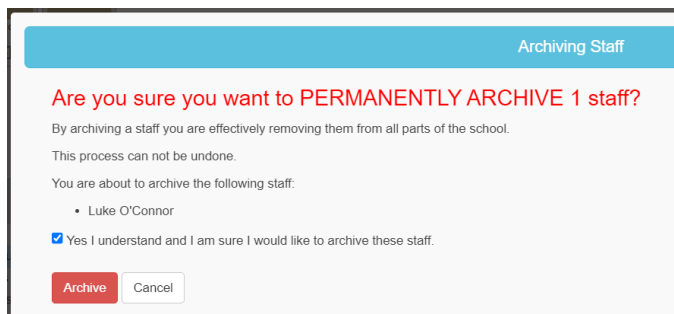 Archiving Staff
Are you sure you want to PERMANENTLY ARCHIVE 1 staff?
By archiving a staff you are effectively removing them from all parts of the school.
This process can not be undone.
You are about to archive the following staff:
• Luke O'Connor
Yes I understand and I am sure I would like to archive these staff.
Archive Cancel